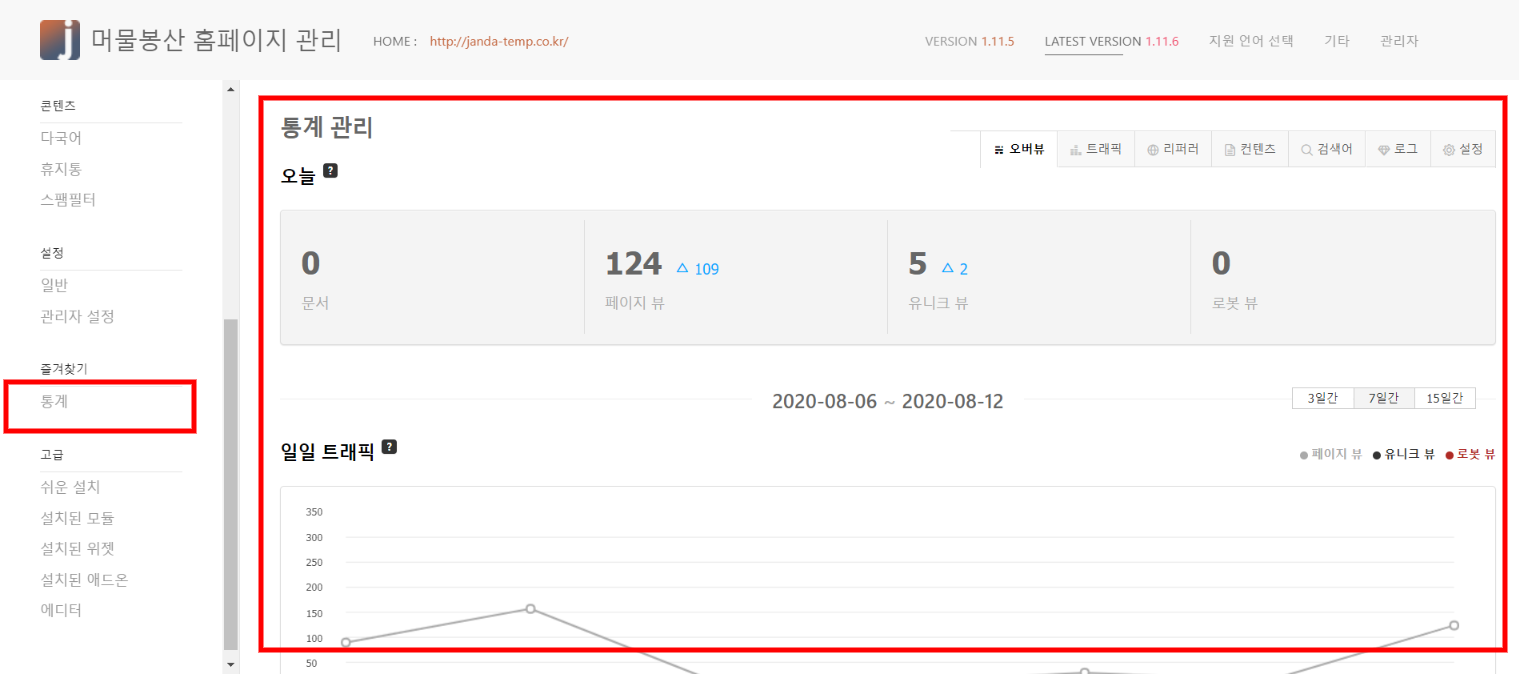 머물봉산 홈페이지 관리 HOME : http://janda-temp.co.kr/ VERSION 1.11.5 LATEST VERSION 1.11.6 지원 언어 선택 기타 관리자
콘텐츠
다국어
휴지통
스팸필터
설정
일반
관리자 설정
즐겨찾기
통계
고급
쉬운 설치
설치된 모듈
설치된 위젯
설치된 애드온
에디터
통계 관리
오버뷰 트래픽 리퍼러 컨텐츠 검색어 로그 설정
오늘 ?
0 124 △ 109 5 △ 2 0
문서 페이지 뷰 유니크 뷰 로봇 뷰
2020-08-06 ~ 2020-08-12 3일간 7일간 15일간
일일 트래픽 ? 페이지 뷰 유니크 뷰 로봇 뷰
350
300
250
200
150
100
50